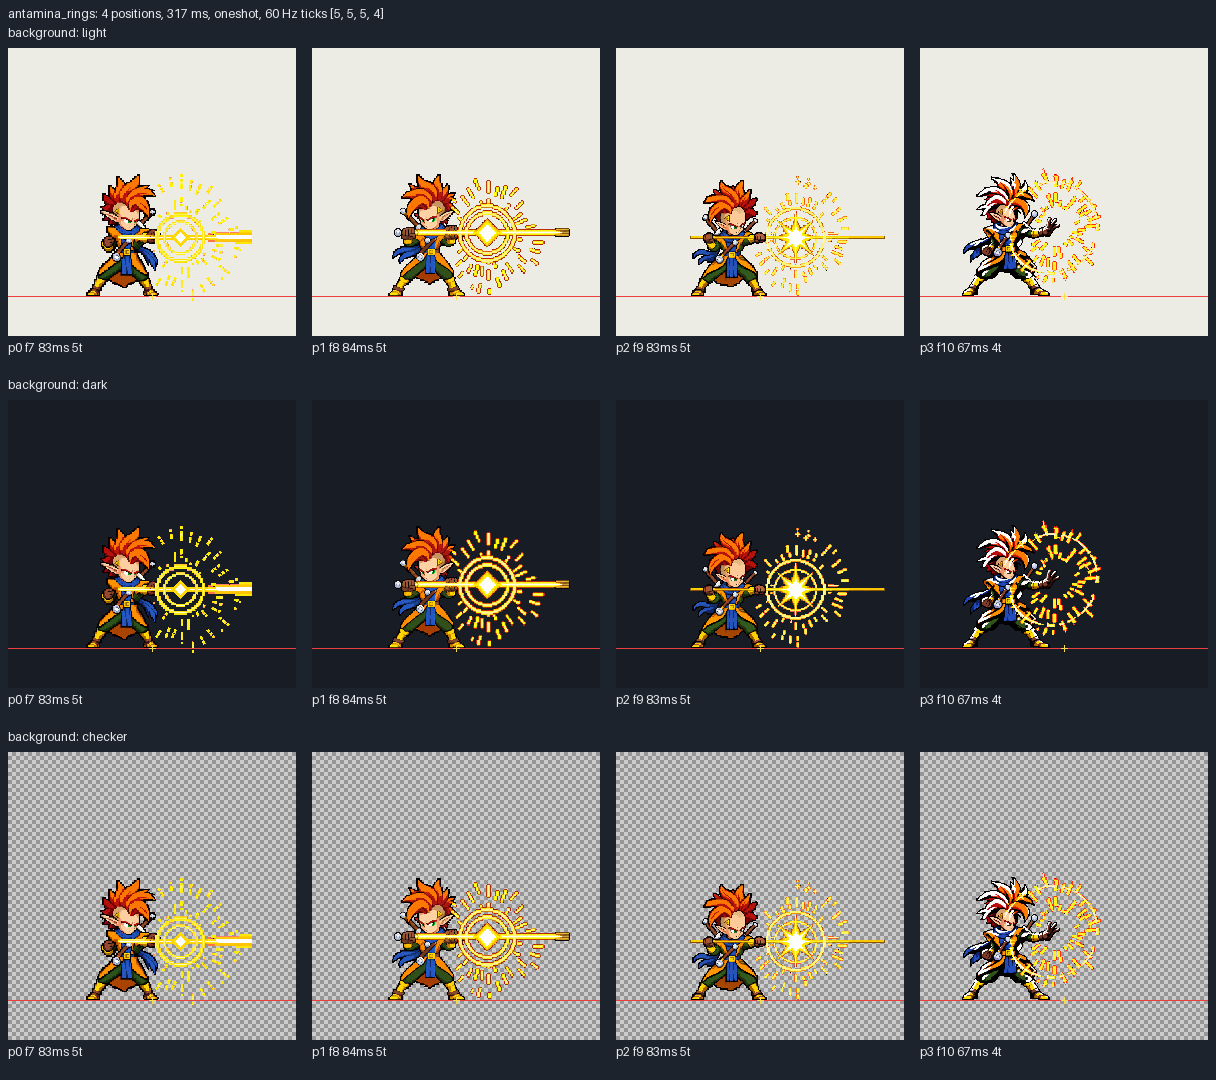 antamina_rings: 4 positions, 317 ms, oneshot, 60 Hz ticks [5, 5, 5, 4]
background: light
p0 f7 83ms 5t
p1 f8 84ms 5t
p2 f9 83ms 5t
p3 f10 67ms 4t
background: dark
p0 f7 83ms 5t
p1 f8 84ms 5t
p2 f9 83ms 5t
p3 f10 67ms 4t
background: checker
p0 f7 83ms 5t
p1 f8 84ms 5t
p2 f9 83ms 5t
p3 f10 67ms 4t